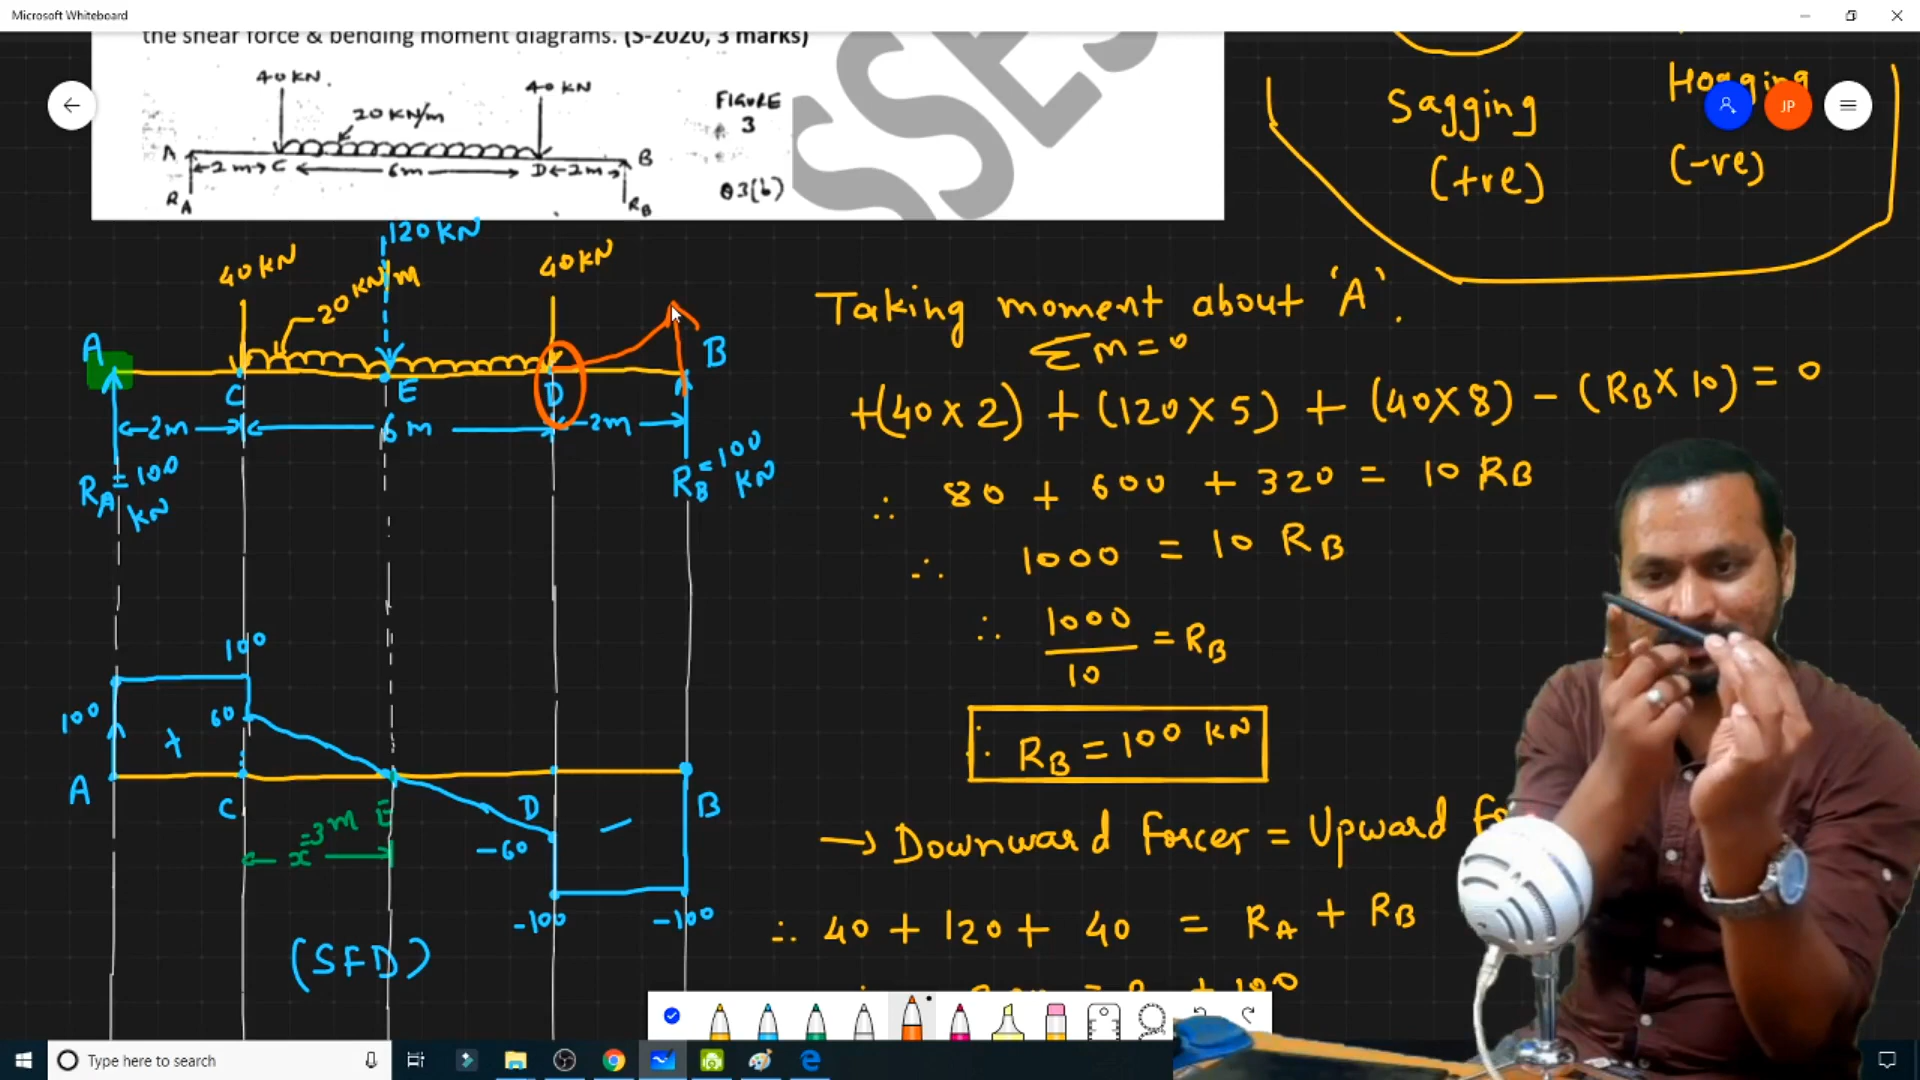 Microsoft Whiteboard
the shear force & bending moment diagrams. (S-2020, 3 marks)
40 KN
40 KN
20 KN/m
FIGURE
3
A
B
2 m
C
6m
D
2m
RA
RB
Q3(b)
SSES
Sagging
(+ve)
Hogging
(-ve)
JP
120 KN
40 KN
40 KN
20 KN/m
A
B
C
E
D
2m
6 m
2m
RA = 100 KN
RB = 100 KN
100
100
60
+
A
C
E
D
B
x = 3m
-60
-
-100
-100
(SFD)
Taking moment about 'A'.
Σm = 0
+(40 × 2) + (120 × 5) + (40 × 8) - (RB × 10) = 0
∴ 80 + 600 + 320 = 10 RB
∴ 1000 = 10 RB
∴ 1000/10 = RB
∴ RB = 100 KN
→ Downward Forces = Upward
∴ 40 + 120 + 40 = RA + RB
+ 100
Type here to search